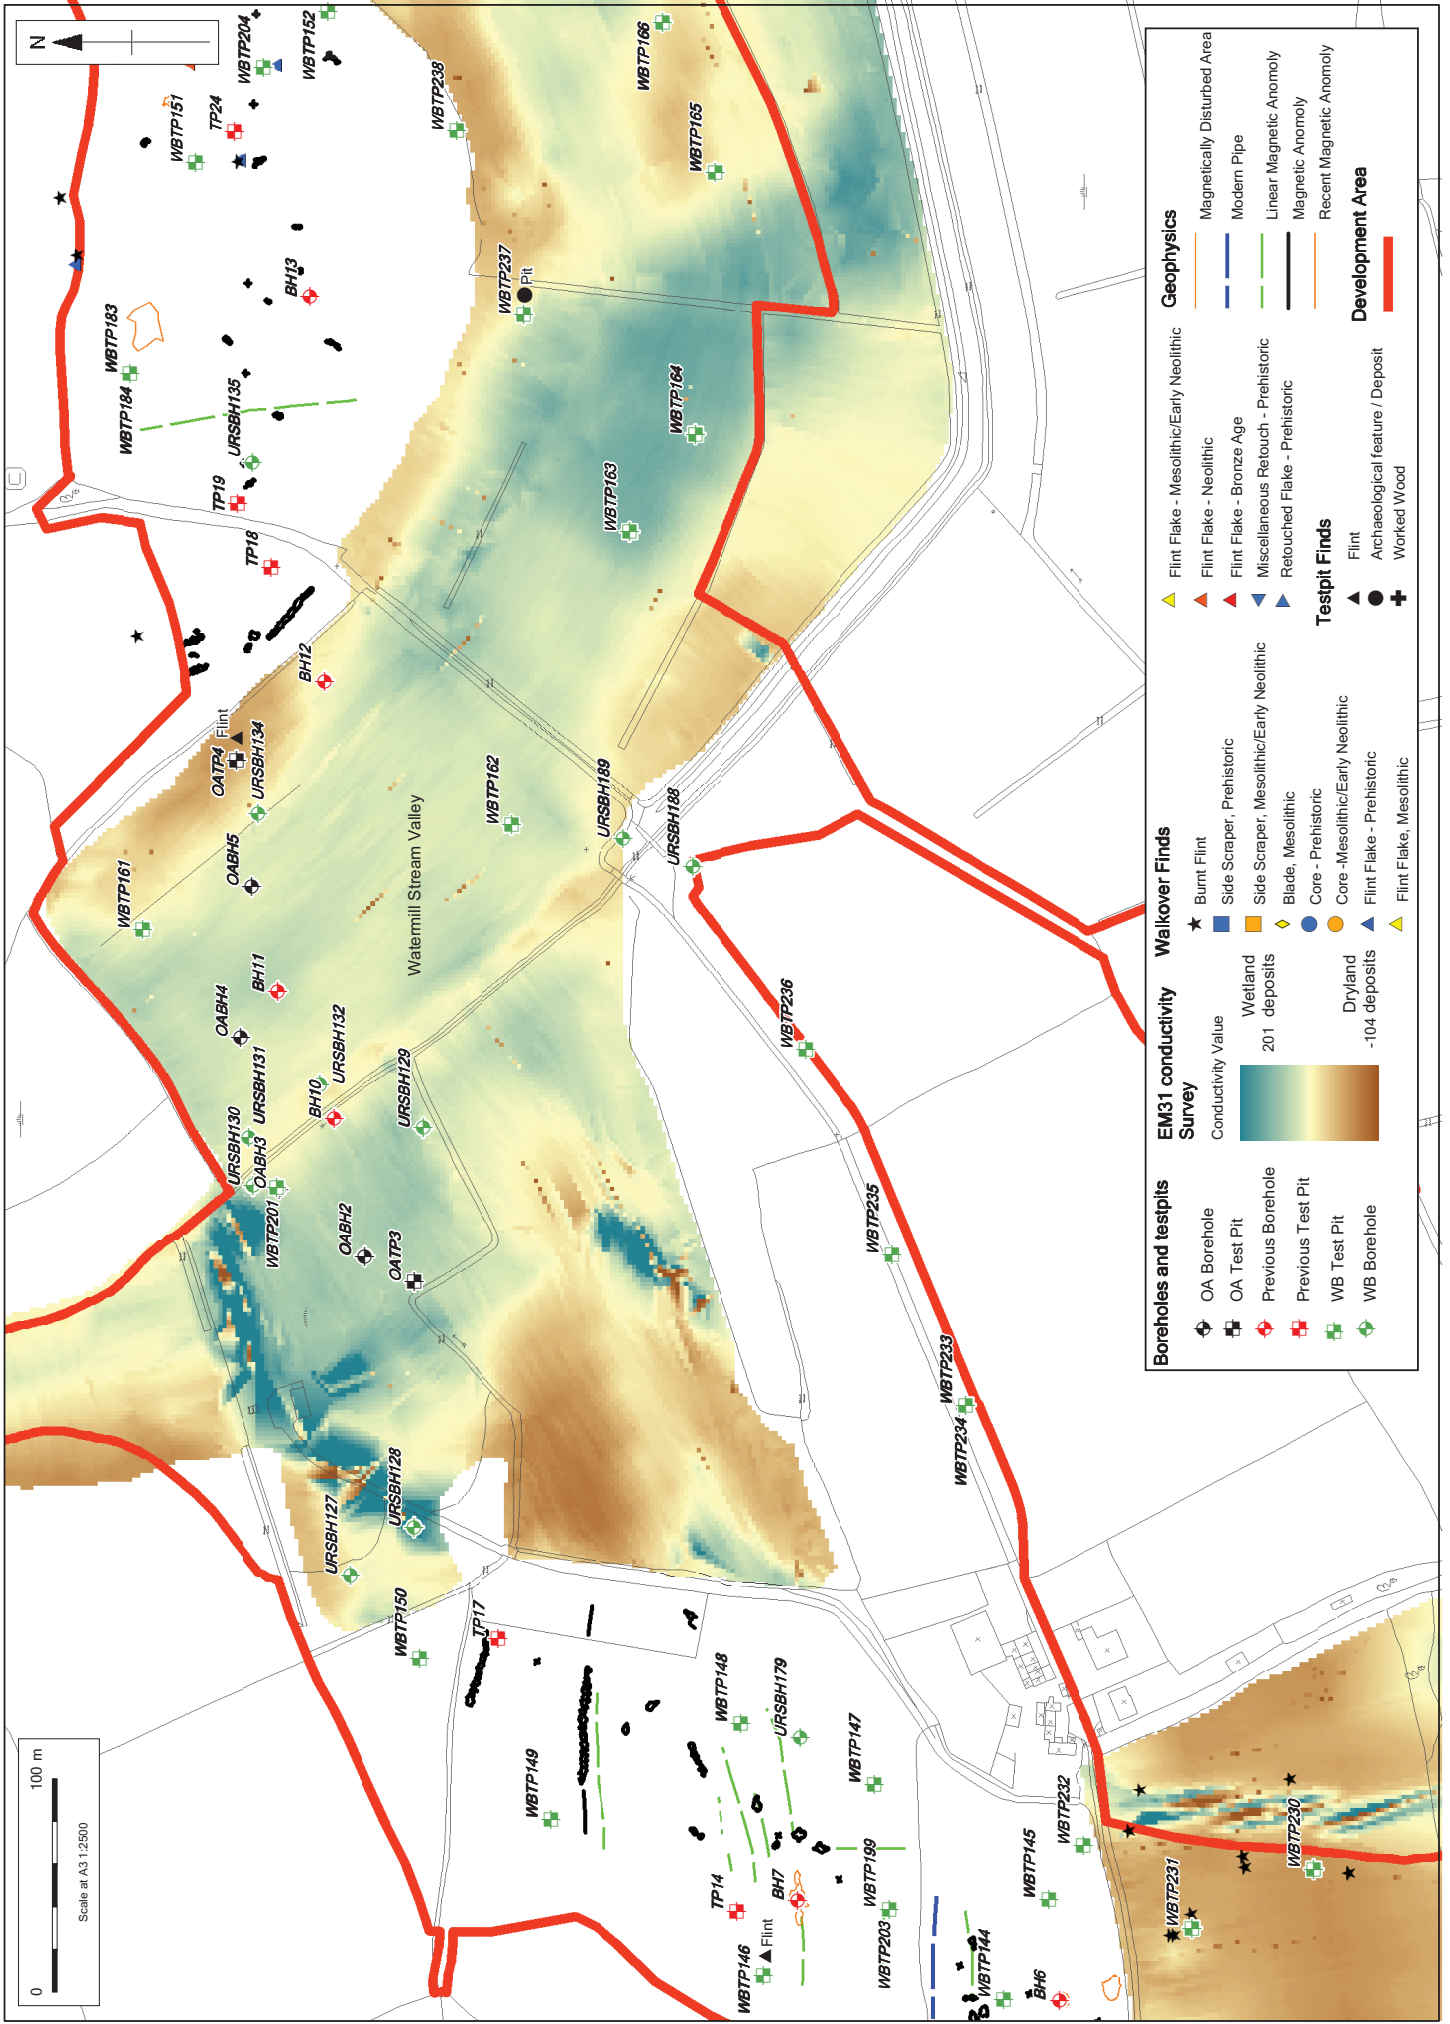 N
WBTP204
WBTP152
WBTP151
TP24
WBTP238
WBTP166
WBTP165
WBTP183
WBTP184
BH13
URSBH135
WBTP237
Pit
TP19
TP18
WBTP163
WBTP164
BH12
OATP4
Flint
URSBH134
OABH5
WBTP161
WBTP162
URSBH189
URSBH188
Watermill Stream Valley
BH11
OABH4
URSBH132
URSBH131
URSBH130
OABH3
BH10
URSBH129
WBTP201
OABH2
OATP3
WBTP236
WBTP235
WBTP233
WBTP234
URSBH128
URSBH127
WBTP150
TP17
WBTP149
WBTP148
URSBH179
WBTP147
TP14
BH7
WBTP199
WBTP203
WBTP146
Flint
WBTP145
WBTP144
BH6
WBTP232
WBTP231
WBTP230
0
100 m
Scale at A3 1:2500
Boreholes and testpits
OA Borehole
OA Test Pit
Previous Borehole
Previous Test Pit
WB Test Pit
WB Borehole
EM31 conductivity
Survey
Conductivity Value
Wetland
201 deposits
Dryland
-104 deposits
Walkover Finds
Burnt Flint
Side Scraper, Prehistoric
Side Scraper, Mesolithic/Early Neolithic
Blade, Mesolithic
Core - Prehistoric
Core -Mesolithic/Early Neolithic
Flint Flake - Prehistoric
Flint Flake, Mesolithic
Flint Flake - Mesolithic/Early Neolithic
Flint Flake - Neolithic
Flint Flake - Bronze Age
Miscellaneous Retouch - Prehistoric
Retouched Flake - Prehistoric
Testpit Finds
Flint
Archaeological feature / Deposit
Worked Wood
Geophysics
Magnetically Disturbed Area
Modern Pipe
Linear Magnetic Anomoly
Magnetic Anomoly
Recent Magnetic Anomoly
Development Area